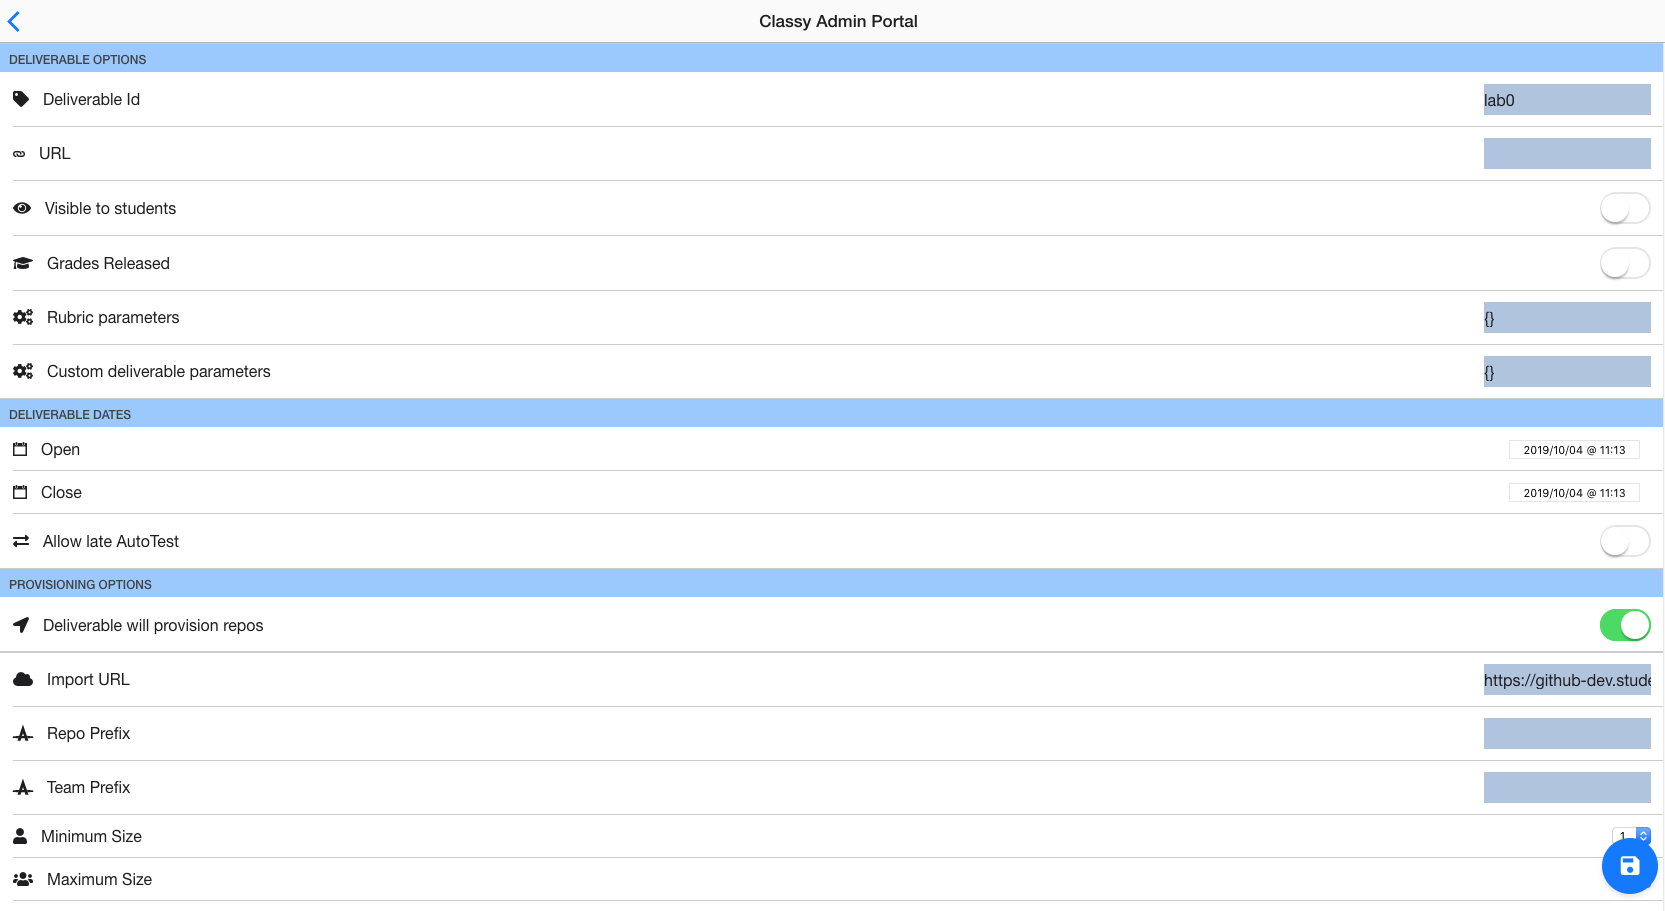 Classy Admin Portal
DELIVERABLE OPTIONS
Deliverable Id lab0
URL
Visible to students
Grades Released
Rubric parameters {}
Custom deliverable parameters {}
DELIVERABLE DATES
Open 2019/10/04 @ 11:13
Close 2019/10/04 @ 11:13
Allow late AutoTest
PROVISIONING OPTIONS
Deliverable will provision repos
Import URL https://github-dev.stude
Repo Prefix
Team Prefix
Minimum Size 1
Maximum Size